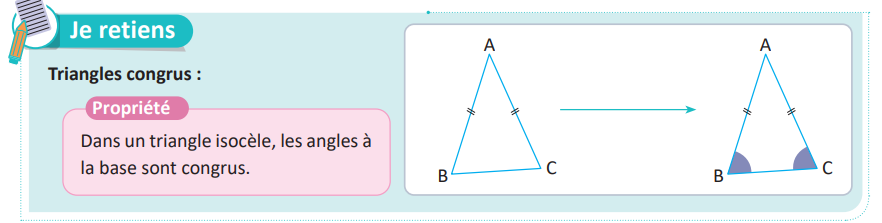 Je retiens
Triangles congrus :
Propriété
Dans un triangle isocèle, les angles à
la base sont congrus.
A
B
C
A
B
C